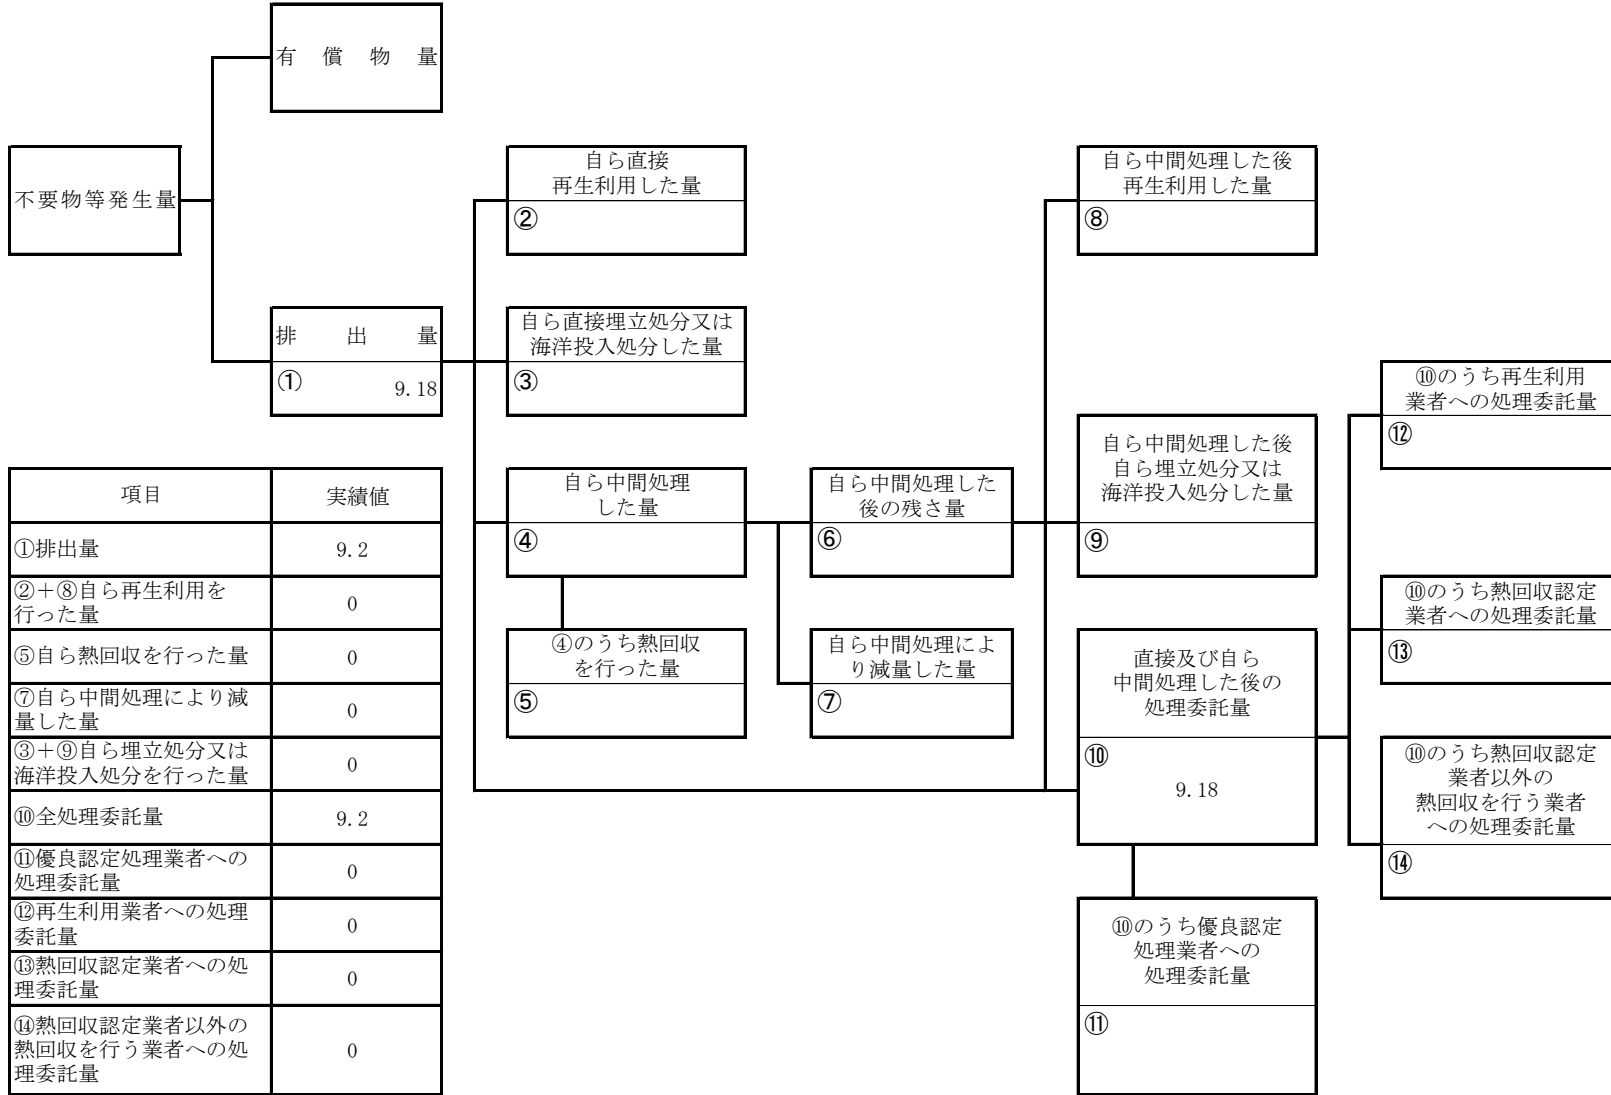 有償物量
不要物等発生量
排出量
① 9.18
自ら直接
再生利用した量
②
自ら直接埋立処分又は
海洋投入処分した量
③
自ら中間処理
した量
④
④のうち熱回収
を行った量
⑤
自ら中間処理した
後の残さ量
⑥
自ら中間処理によ
り減量した量
⑦
自ら中間処理した後
再生利用した量
⑧
自ら中間処理した後
自ら埋立処分又は
海洋投入処分した量
⑨
直接及び自ら
中間処理した後の
処理委託量
⑩
9.18
⑩のうち優良認定
処理業者への
処理委託量
⑪
⑩のうち再生利用
業者への処理委託量
⑫
⑩のうち熱回収認定
業者への処理委託量
⑬
⑩のうち熱回収認定
業者以外の
熱回収を行う業者
への処理委託量
⑭
項目 実績値
①排出量 9.2
②+⑧自ら再生利用を
行った量 0
⑤自ら熱回収を行った量 0
⑦自ら中間処理により減
量した量 0
③+⑨自ら埋立処分又は
海洋投入処分を行った量 0
⑩全処理委託量 9.2
⑪優良認定処理業者への
処理委託量 0
⑫再生利用業者への処理
委託量 0
⑬熱回収認定業者への処
理委託量 0
⑭熱回収認定業者以外の
熱回収を行う業者への処
理委託量 0